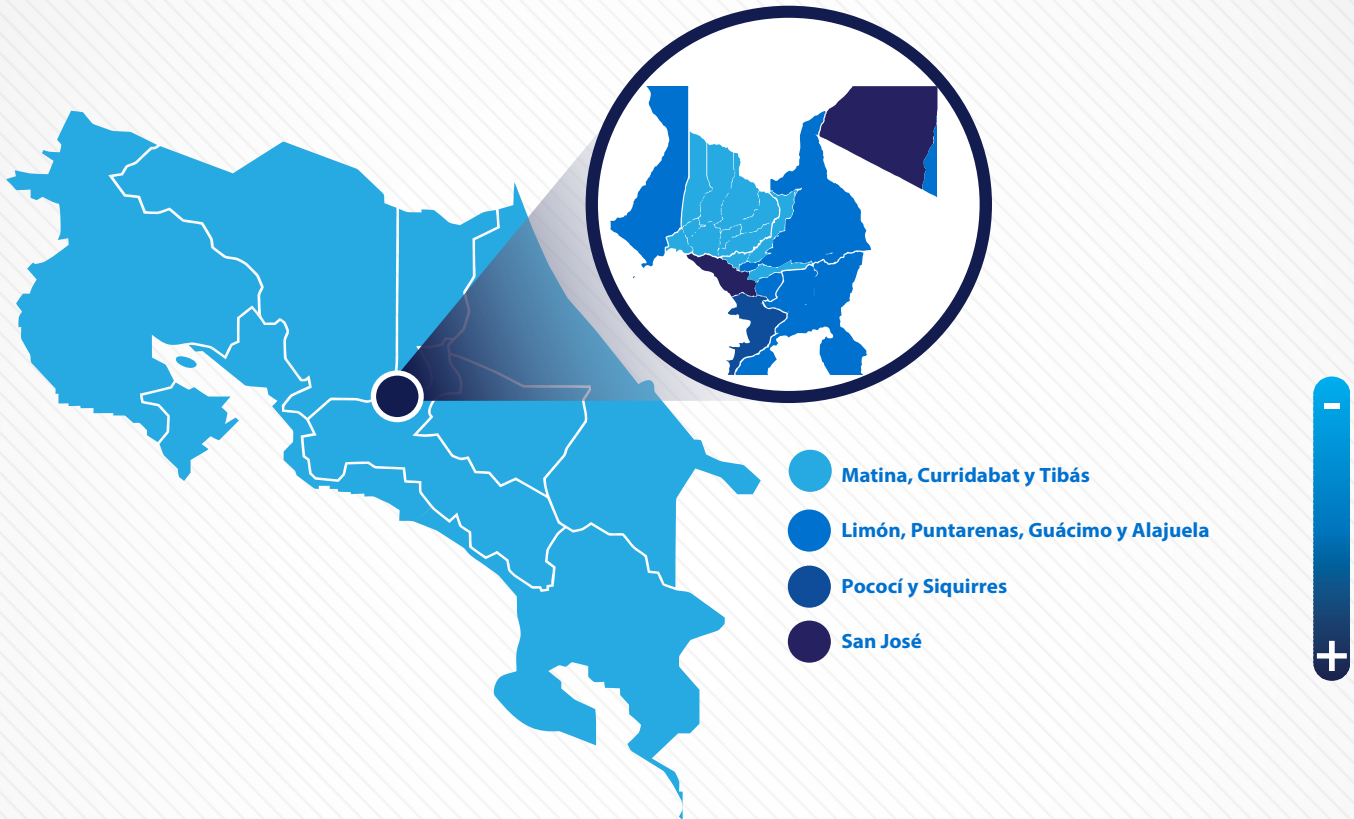 Matina, Curridabat y Tibás
Limón, Puntarenas, Guácimo y Alajuela
Pococí y Siquirres
San José
-
+